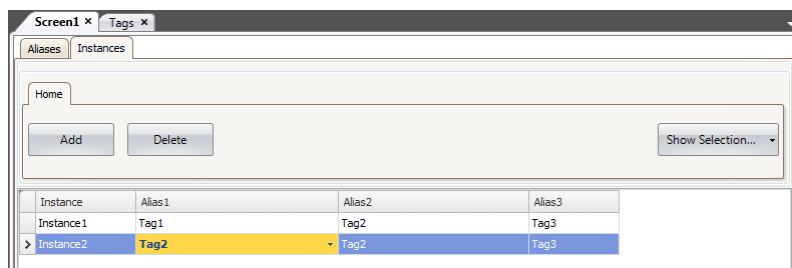 Screen1 × Tags ×
Aliases Instances
Home
Add Delete Show Selection...
Instance Alias1 Alias2 Alias3
Instance1 Tag1 Tag2 Tag3
Instance2 Tag2 Tag2 Tag3